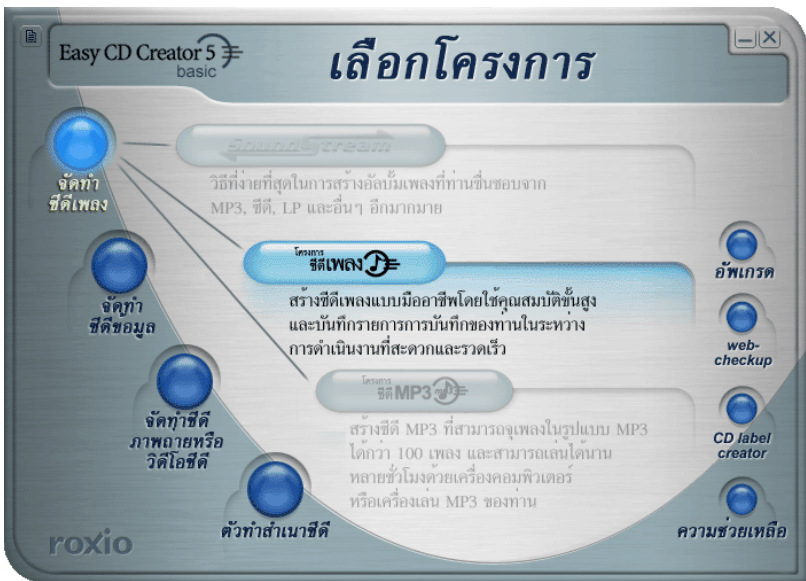 Easy CD Creator 5
basic
เลือกโครงการ
จัดทำ
ซีดีเพลง
SoundStream
วิธีที่ง่ายที่สุดในการสร้างอัลบั้มเพลงที่ท่านชื่นชอบจาก
MP3, ซีดี, LP และอื่นๆ อีกมากมาย
โครงการ
ซีดีเพลง
สร้างซีดีเพลงแบบมืออาชีพโดยใช้คุณสมบัติขั้นสูง
และบันทึกรายการการบันทึกของท่านในระหว่าง
การดำเนินงานที่สะดวกและรวดเร็ว
โครงการ
ซีดี MP3
สร้างซีดี MP3 ที่สามารถจุเพลงในรูปแบบ MP3
ได้กว่า 100 เพลง และสามารถเล่นได้นาน
หลายชั่วโมงด้วยเครื่องคอมพิวเตอร์
หรือเครื่องเล่น MP3 ของท่าน
จัดทำ
ซีดีข้อมูล
จัดทำซีดี
ภาพถ่ายหรือ
วิดีโอซีดี
ตัวทำสำเนาซีดี
อัพเกรด
web-
checkup
CD label
creator
ความช่วยเหลือ
roxio